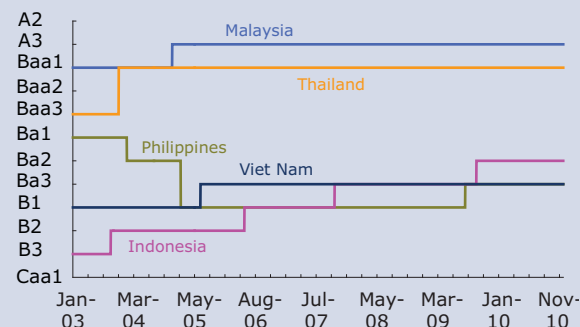 A2
A3
Baa1
Baa2
Baa3
Ba1
Ba2
Ba3
B1
B2
B3
Caa1
Malaysia
Thailand
Philippines
Viet Nam
Indonesia
Jan- Mar- May- Aug- Jul- May- Mar- Jan- Nov-
03 04 05 06 07 08 09 10 10